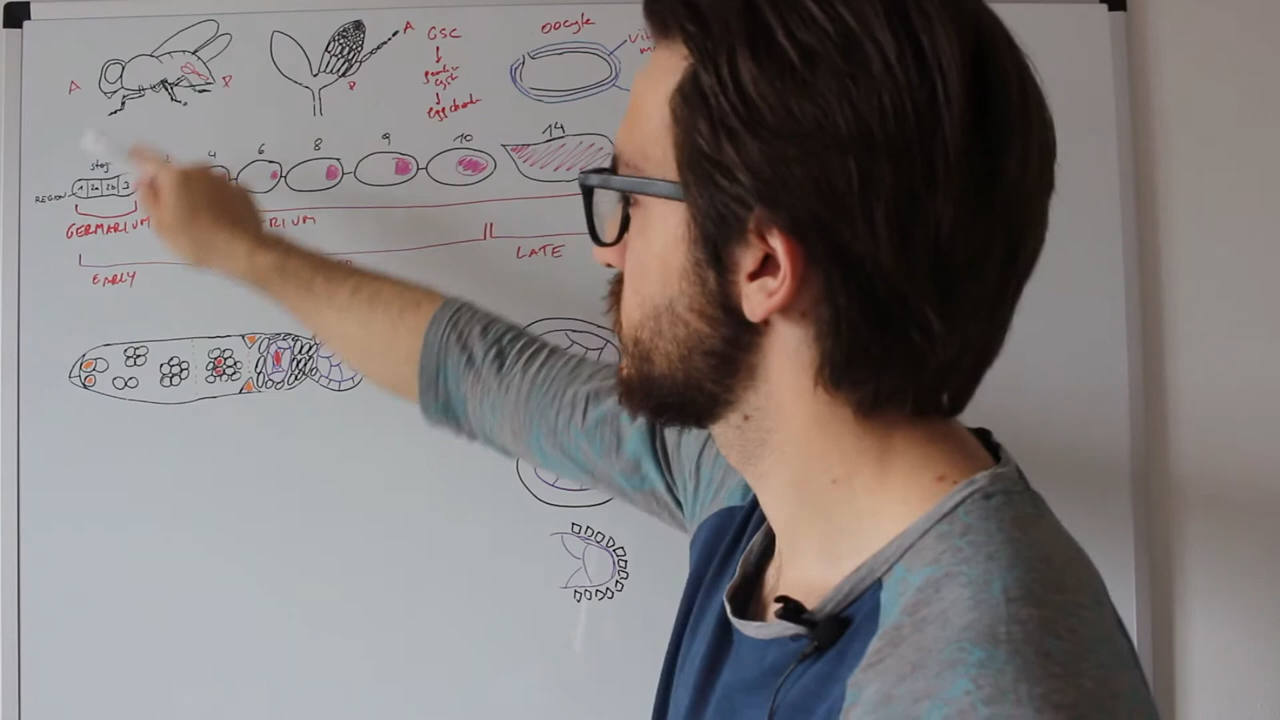 A
P
A
P
GSC
germline
cyst
egg chamber
oocyte
stage
4
6
8
9
10
14
REGION
1 2a 2b 3
GERMARIUM
RIUM
EARLY
LATE